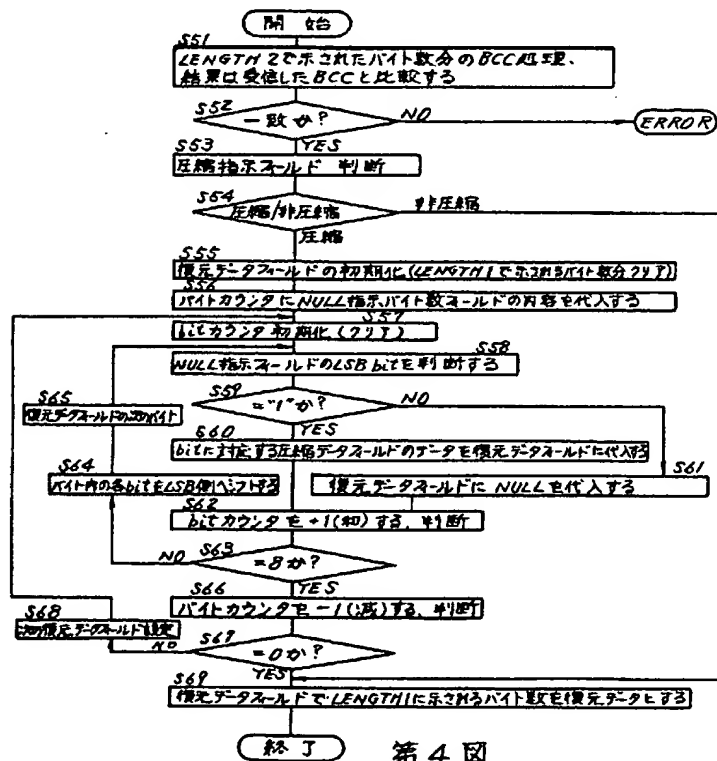 開始
S51
LENGTH2で示されたバイト数分のBCC処理、
結果は受信したBCCと比較する
S52
一致か?
NO
ERROR
YES
S53
圧縮指示フィールド 判断
S54
圧縮/非圧縮
非圧縮
圧縮
S55
復元データフィールドの初期化(LENGTH1で示されるバイト数分クリア)
S56
バイトカウンタにNULL指示バイト数フィールドの内容を代入する
S57
bitカウンタ初期化(クリア)
S58
NULL指示フィールドのLSB bitを判断する
S65
復元データフィールドの次のバイト
S59
="1"か?
NO
YES
S60
bitに対応する圧縮データフィールドのデータを復元データフィールドに代入する
S64
バイト内の各bitをLSB側へシフトする
S61
復元データフィールドにNULLを代入する
S62
bitカウンタを+1(加)する、判断
S63
=8か?
NO
YES
S66
バイトカウンタを-1(減)する、判断
S68
次の復元データフィールド設定
S67
=0か?
NO
YES
S69
復元データフィールドでLENGTH1に示されるバイト数を復元データとする
終了
第4図